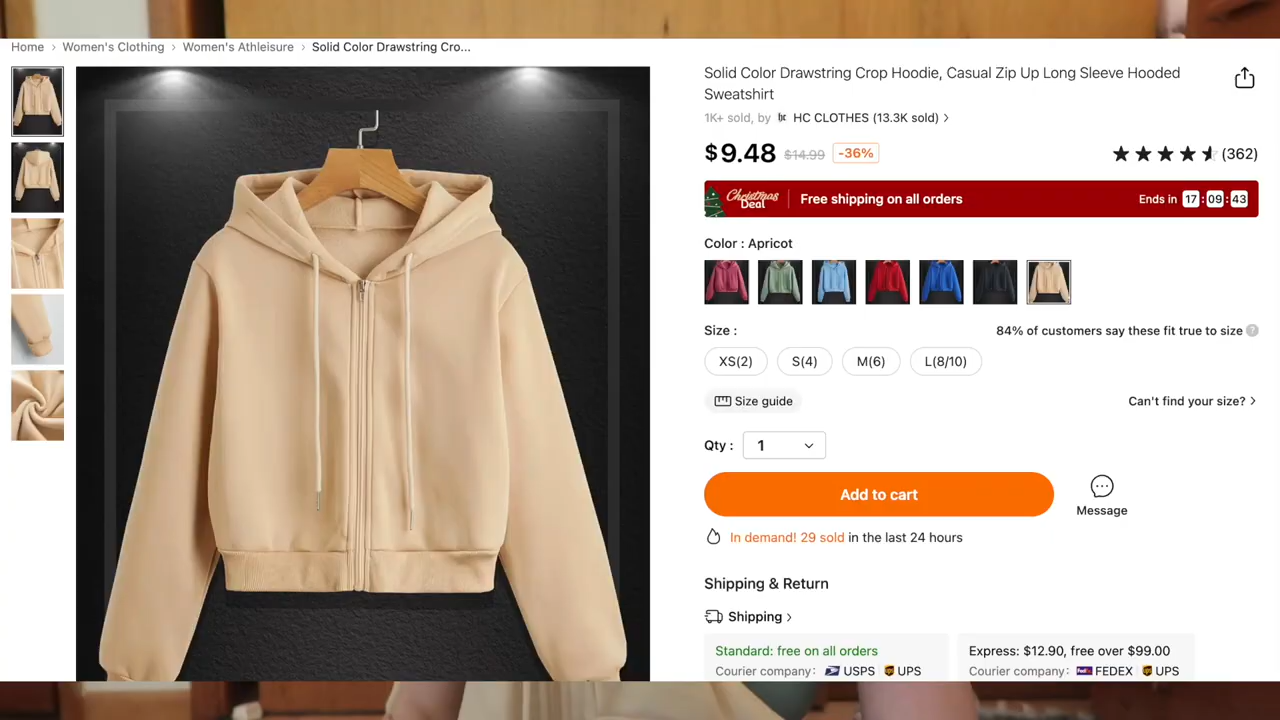 Home > Women's Clothing > Women's Athleisure > Solid Color Drawstring Cro...
Solid Color Drawstring Crop Hoodie, Casual Zip Up Long Sleeve Hooded
Sweatshirt
1K+ sold, by HC CLOTHES (13.3K sold) >
$9.48 $14.99 -36% (362)
Christmas
Deal
Free shipping on all orders
Ends in 17:09:43
Color : Apricot
Size : 84% of customers say these fit true to size ?
XS(2) S(4) M(6) L(8/10)
Size guide Can't find your size? >
Qty : 1
Add to cart
Message
In demand! 29 sold in the last 24 hours
Shipping & Return
Shipping >
Standard: free on all orders
Courier company: USPS UPS
Express: $12.90, free over $99.00
Courier company: FedEx FEDEX UPS